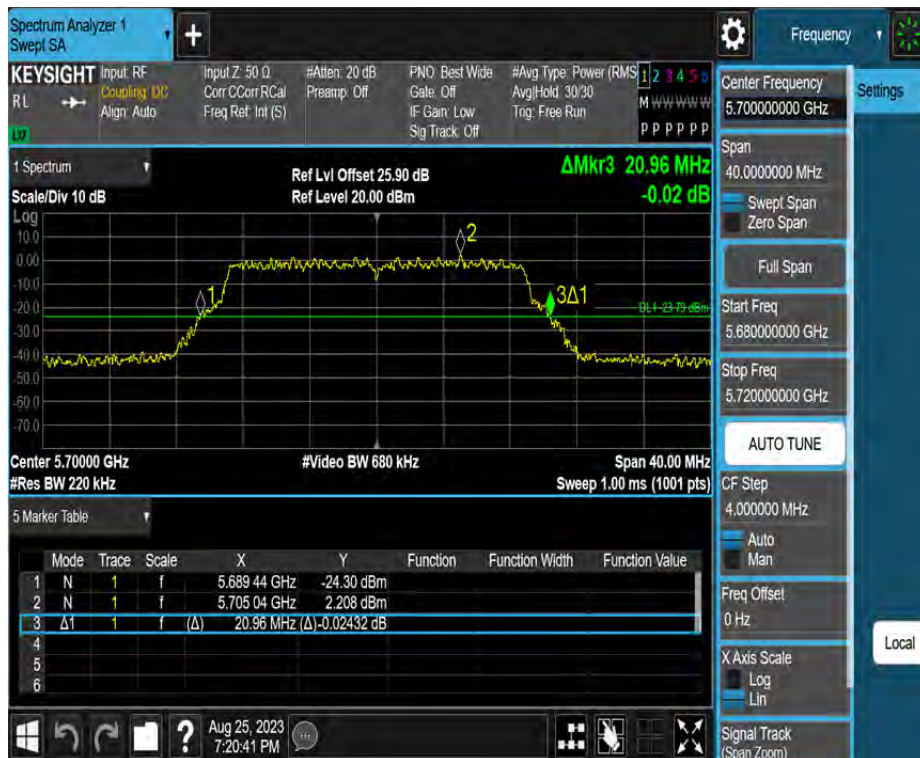 Spectrum Analyzer 1
Swept SA
+
Frequency
KEYSIGHT
RL
LXI
Input: RF
Coupling: DC
Align: Auto
Input Z: 50 Ω
Corr CCorr RCal
Freq Ref: Int (S)
#Atten: 20 dB
Preamp: Off
PNO: Best Wide
Gate: Off
IF Gain: Low
Sig Track: Off
#Avg Type: Power (RMS
Avg|Hold: 30/30
Trig: Free Run
1 2 3 4 5 6
M W W W W W
P P P P P P
1 Spectrum
Scale/Div 10 dB
Ref Lvl Offset 25.90 dB
Ref Level 20.00 dBm
ΔMkr3 20.96 MHz
-0.02 dB
Log
10.0
0.00
-10.0
-20.0
-30.0
-40.0
-50.0
-60.0
-70.0
1
2
3Δ1
DL1 -23.79 dBm
Center 5.70000 GHz
#Video BW 680 kHz
Span 40.00 MHz
#Res BW 220 kHz
Sweep 1.00 ms (1001 pts)
5 Marker Table
Mode Trace Scale X Y Function Function Width Function Value
1 N 1 f 5.689 44 GHz -24.30 dBm
2 N 1 f 5.705 04 GHz 2.208 dBm
3 Δ1 1 f (Δ) 20.96 MHz (Δ)-0.02432 dB
4
5
6
?
Aug 25, 2023
7:20:41 PM
Center Frequency
5.700000000 GHz
Settings
Span
40.0000000 MHz
Swept Span
Zero Span
Full Span
Start Freq
5.680000000 GHz
Stop Freq
5.720000000 GHz
AUTO TUNE
CF Step
4.000000 MHz
Auto
Man
Freq Offset
0 Hz
X Axis Scale
Log
Lin
Local
Signal Track
(Span Zoom)